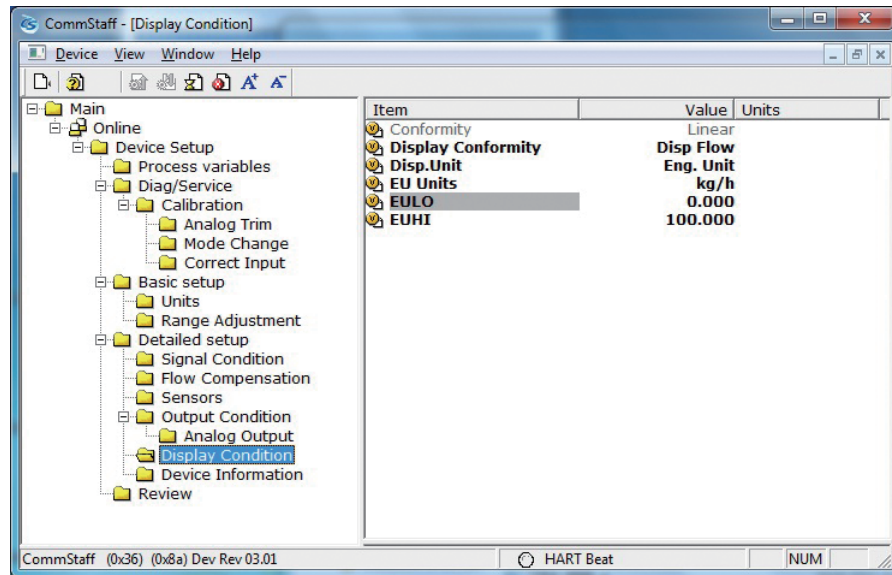 CommStaff - [Display Condition]
Device View Window Help
Main
Online
Device Setup
Process variables
Diag/Service
Calibration
Analog Trim
Mode Change
Correct Input
Basic setup
Units
Range Adjustment
Detailed setup
Signal Condition
Flow Compensation
Sensors
Output Condition
Analog Output
Display Condition
Device Information
Review
Item Value Units
Conformity Linear
Display Conformity Disp Flow
Disp.Unit Eng. Unit
EU Units kg/h
EULO 0.000
EUHI 100.000
CommStaff (0x36) (0x8a) Dev Rev 03.01 HART Beat NUM